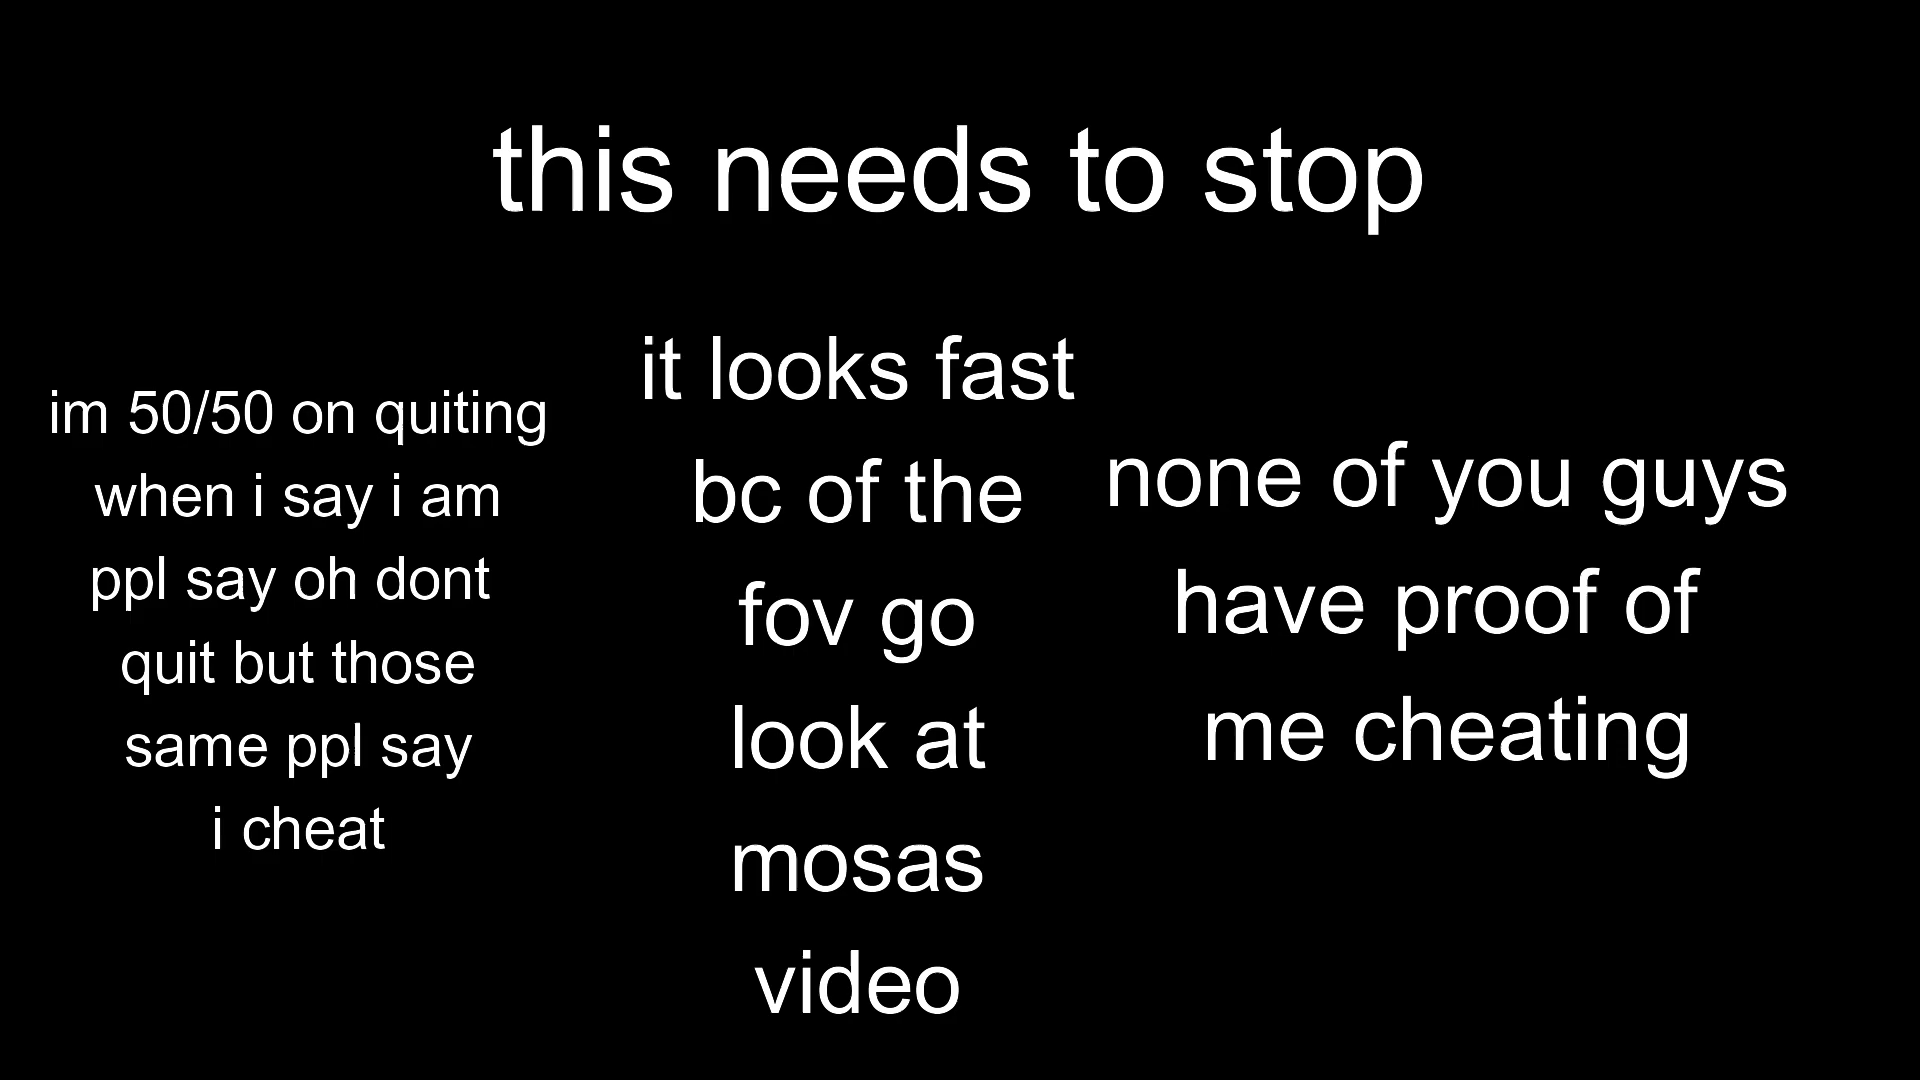 this needs to stop
im 50/50 on quiting
when i say i am
ppl say oh dont
quit but those
same ppl say
i cheat
it looks fast
bc of the
fov go
look at
mosas
video
none of you guys
have proof of
me cheating